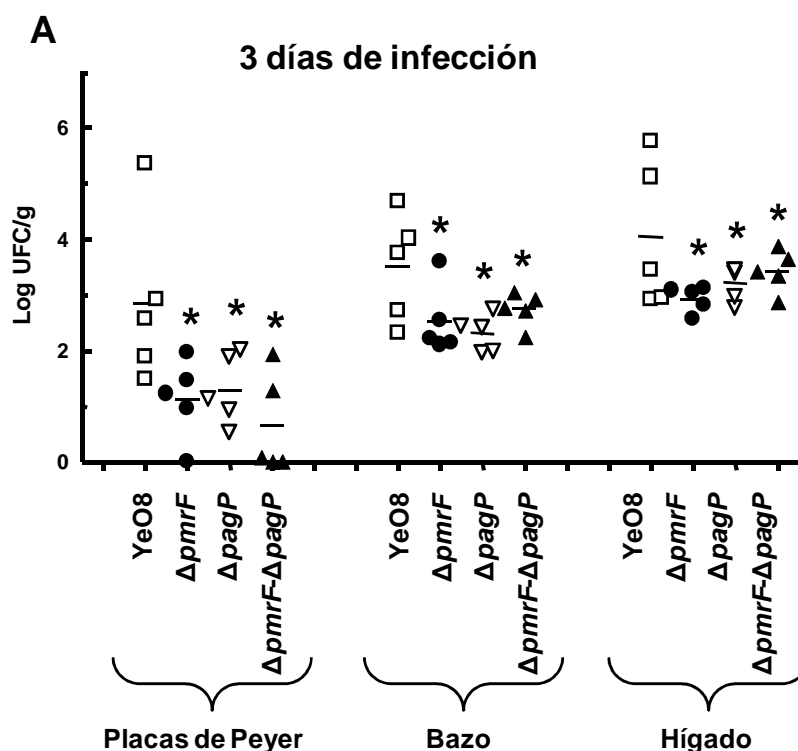 A
3 días de infección
Log UFC/g
6
4
2
0
* * * * * * * * *
YeO8 ΔpmrF ΔpagP ΔpmrF-ΔpagP YeO8 ΔpmrF ΔpagP ΔpmrF-ΔpagP YeO8 ΔpmrF ΔpagP ΔpmrF-ΔpagP
Placas de Peyer Bazo Hígado